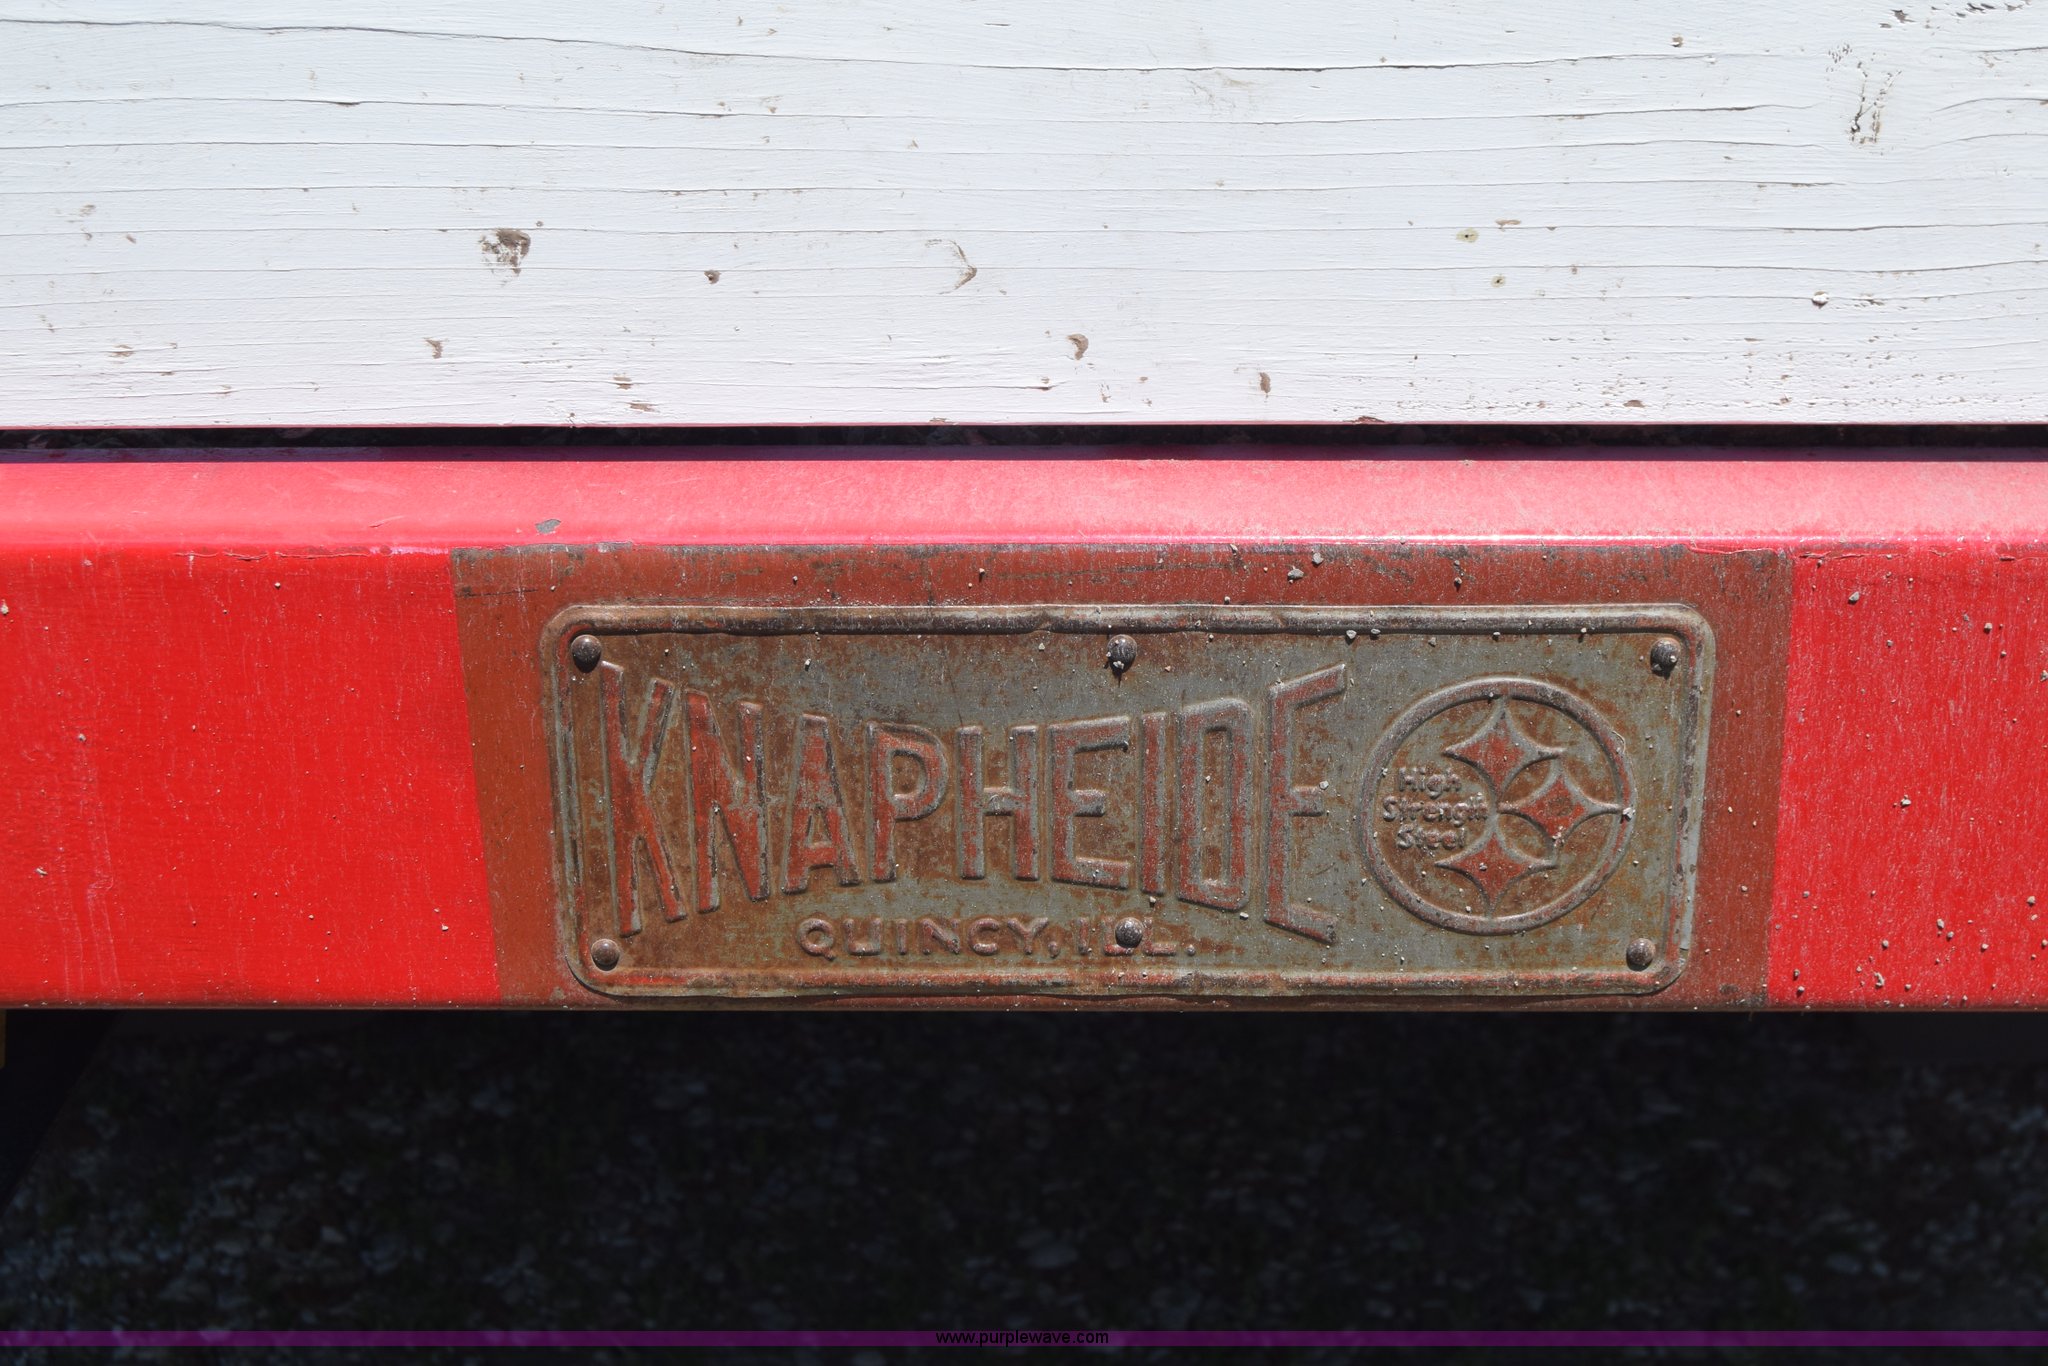 KNAPHEIDE
High
Strength
Steel
QUINCY, ILL.
www.purplewave.com